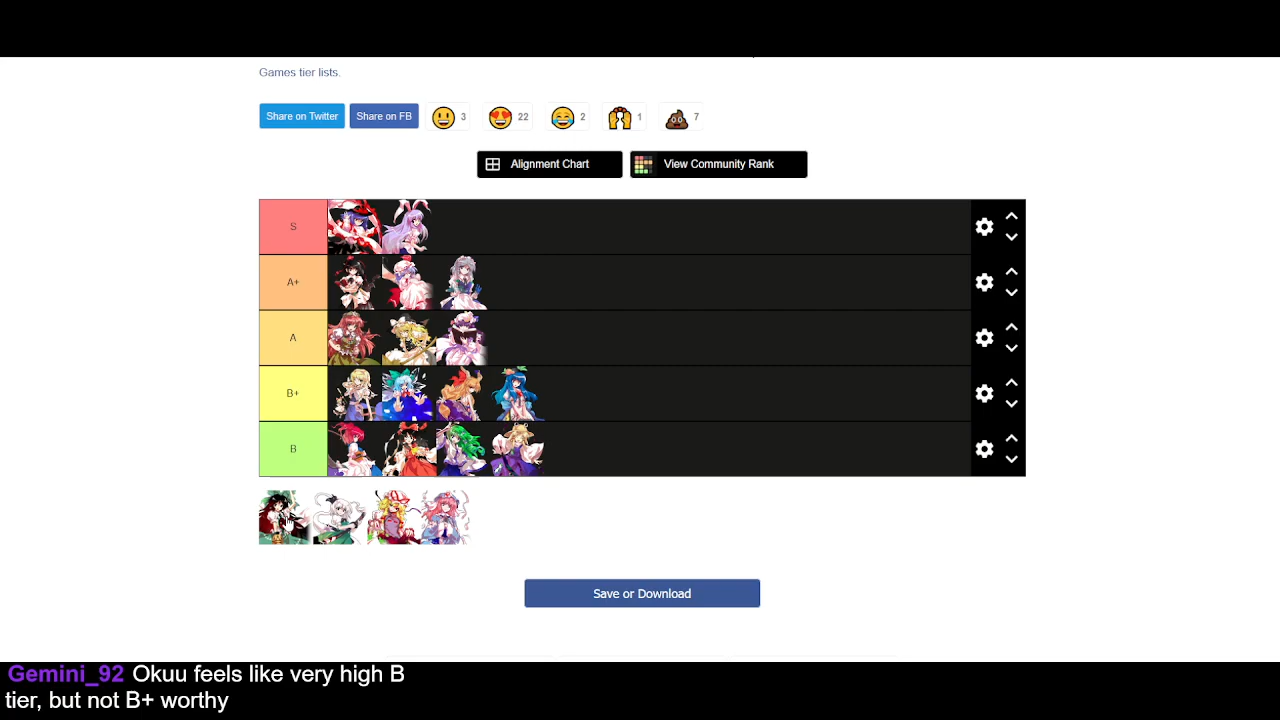 Games tier lists.
Share on Twitter
Share on FB
3
22
2
1
7
Alignment Chart
View Community Rank
S
A+
A
B+
B
Save or Download
Gemini_92 Okuu feels like very high B
tier, but not B+ worthy